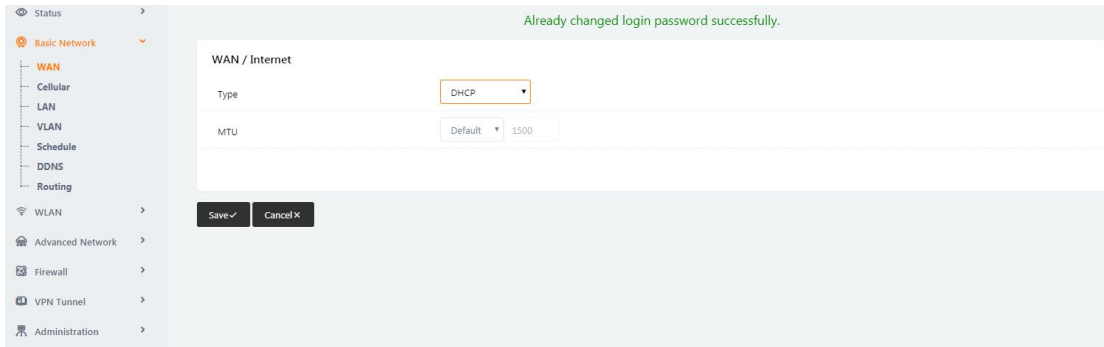 Status
Already changed login password successfully.
Basic Network
WAN
Cellular
LAN
VLAN
Schedule
DDNS
Routing
WLAN
Advanced Network
Firewall
VPN Tunnel
Administration
WAN / Internet
Type DHCP
MTU Default 1500
Save Cancel